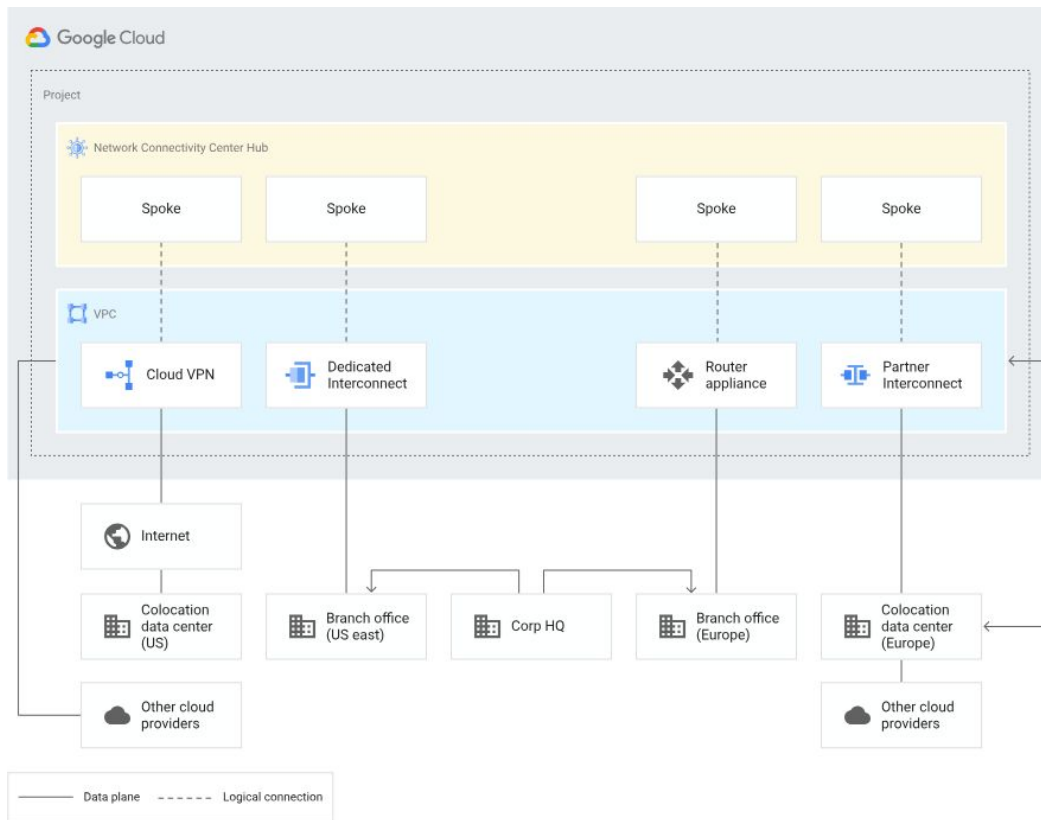 Google Cloud
Project
Network Connectivity Center Hub
Spoke
Spoke
Spoke
Spoke
VPC
Cloud VPN
Dedicated
Interconnect
Router
appliance
Partner
Interconnect
Internet
Colocation
data center
(US)
Branch office
(US east)
Corp HQ
Branch office
(Europe)
Colocation
data center
(Europe)
Other cloud
providers
Other cloud
providers
Data plane
Logical connection